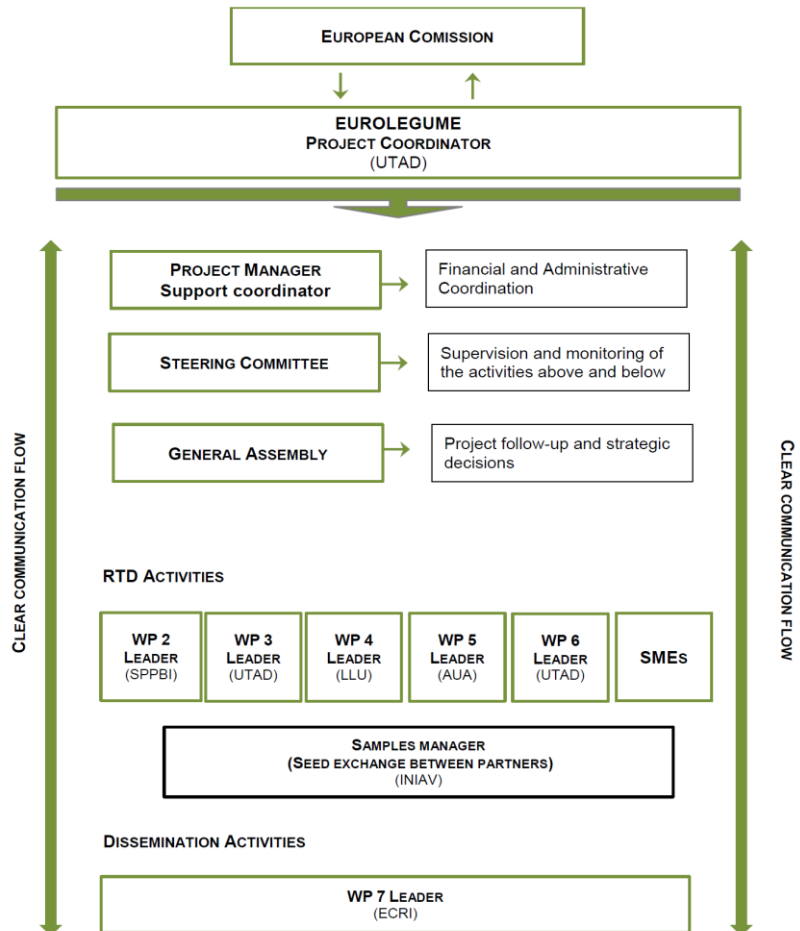 EUROPEAN COMISSION
EUROLEGUME
PROJECT COORDINATOR
(UTAD)
PROJECT MANAGER
Support coordinator
Financial and Administrative
Coordination
STEERING COMMITTEE
Supervision and monitoring of
the activities above and below
GENERAL ASSEMBLY
Project follow-up and strategic
decisions
CLEAR COMMUNICATION FLOW
CLEAR COMMUNICATION FLOW
RTD ACTIVITIES
WP 2
LEADER
(SPPBI)
WP 3
LEADER
(UTAD)
WP 4
LEADER
(LLU)
WP 5
LEADER
(AUA)
WP 6
LEADER
(UTAD)
SMES
SAMPLES MANAGER
(SEED EXCHANGE BETWEEN PARTNERS)
(INIAV)
DISSEMINATION ACTIVITIES
WP 7 LEADER
(ECRI)